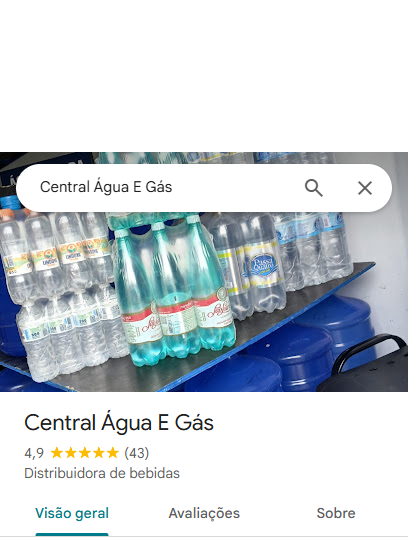 Central Água E Gás
Central Água E Gás
4,9 (43)
Distribuidora de bebidas
Visão geral
Avaliações
Sobre